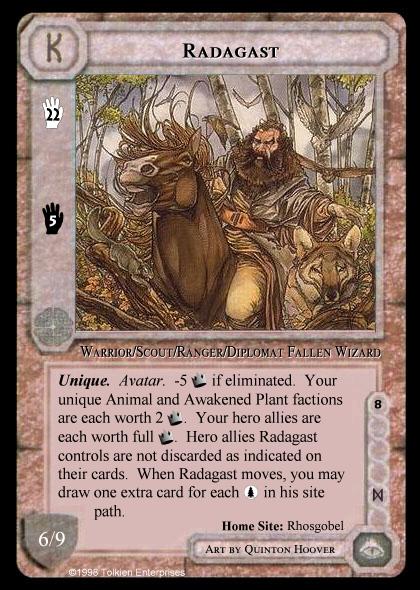 RADAGAST
22
5
WARRIOR/SCOUT/RANGER/DIPLOMAT FALLEN WIZARD
Unique. Avatar. -5 if eliminated. Your
unique Animal and Awakened Plant factions
are each worth 2 . Your hero allies are
each worth full . Hero allies Radagast
controls are not discarded as indicated on
their cards. When Radagast moves, you may
draw one extra card for each in his site
path.
8
Home Site: Rhosgobel
6/9
ART BY QUINTON HOOVER
©1998 Tolkien Enterprises